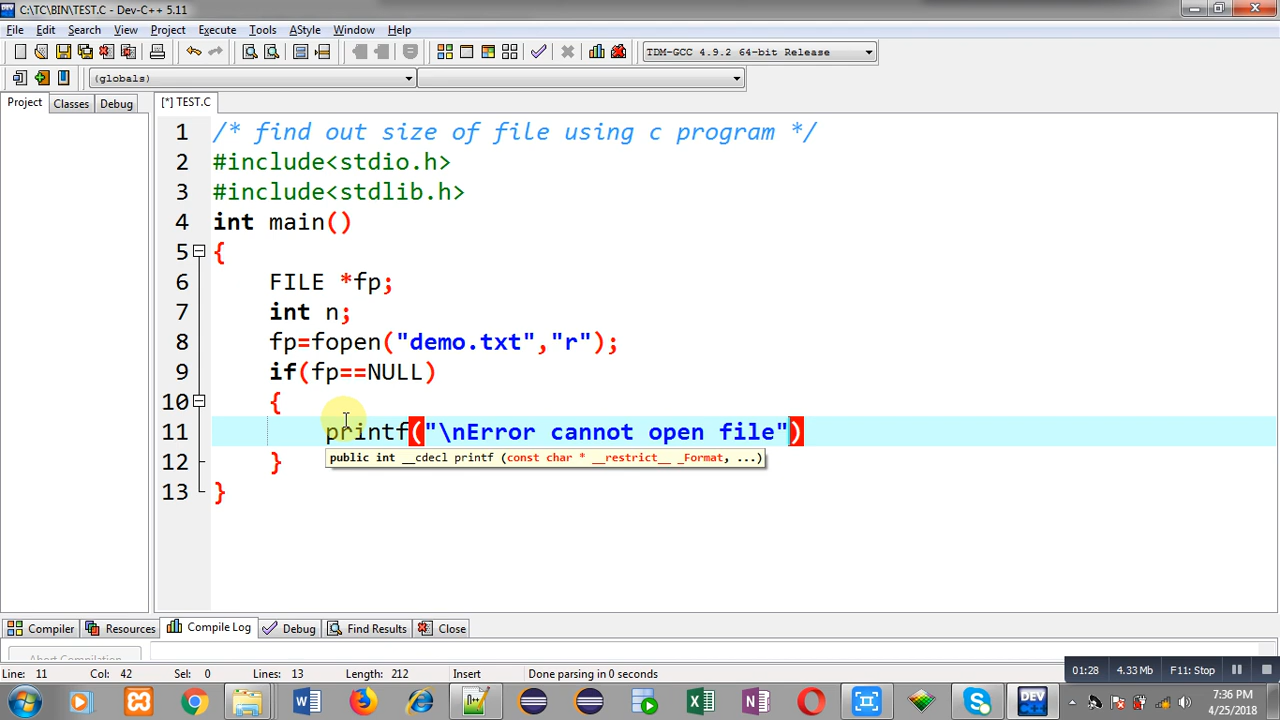 C:\TC\BIN\TEST.C - Dev-C++ 5.11
File Edit Search View Project Execute Tools AStyle Window Help
TDM-GCC 4.9.2 64-bit Release
(globals)
Project Classes Debug [*] TEST.C
1 /* find out size of file using c program */
2 #include<stdio.h>
3 #include<stdlib.h>
4 int main()
5 {
6 FILE *fp;
7 int n;
8 fp=fopen("demo.txt","r");
9 if(fp==NULL)
10 {
11 printf("\nError cannot open file")
public int __cdecl printf (const char * __restrict__ _Format, ...)
12 }
13 }
Compiler Resources Compile Log Debug Find Results Close
Abort Compilation
Line: 11 Col: 42 Sel: 0 Lines: 13 Length: 212 Insert Done parsing in 0 seconds
01:28 4.33 Mb F11: Stop
DEV
7:36 PM
4/25/2018